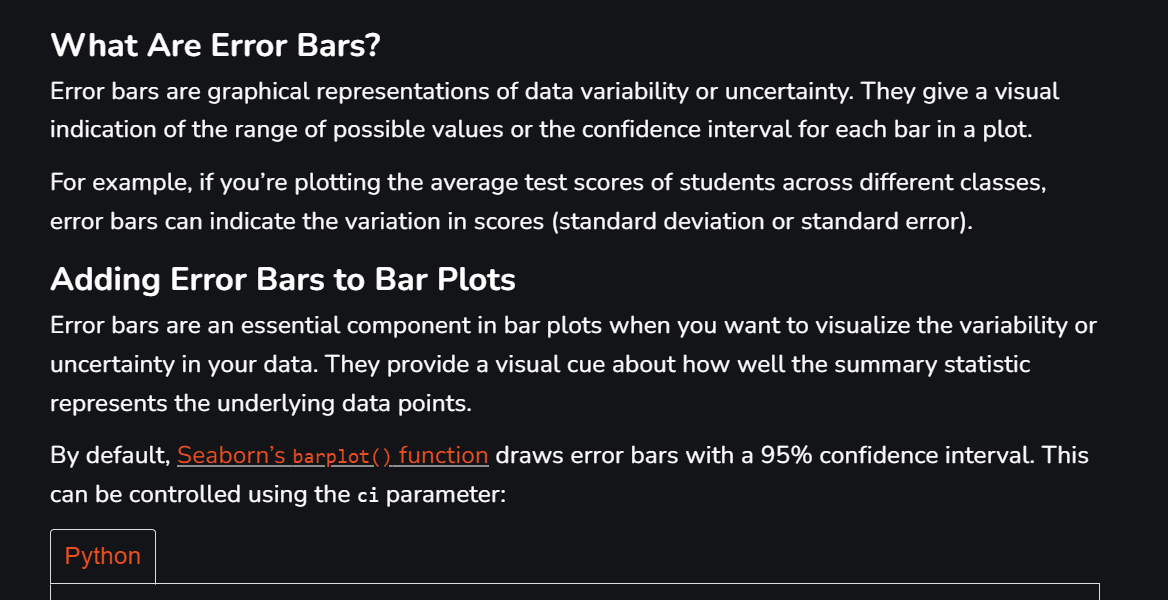 What Are Error Bars?
Error bars are graphical representations of data variability or uncertainty. They give a visual
indication of the range of possible values or the confidence interval for each bar in a plot.
For example, if you’re plotting the average test scores of students across different classes,
error bars can indicate the variation in scores (standard deviation or standard error).
Adding Error Bars to Bar Plots
Error bars are an essential component in bar plots when you want to visualize the variability or
uncertainty in your data. They provide a visual cue about how well the summary statistic
represents the underlying data points.
By default, Seaborn’s barplot() function draws error bars with a 95% confidence interval. This
can be controlled using the ci parameter:
Python